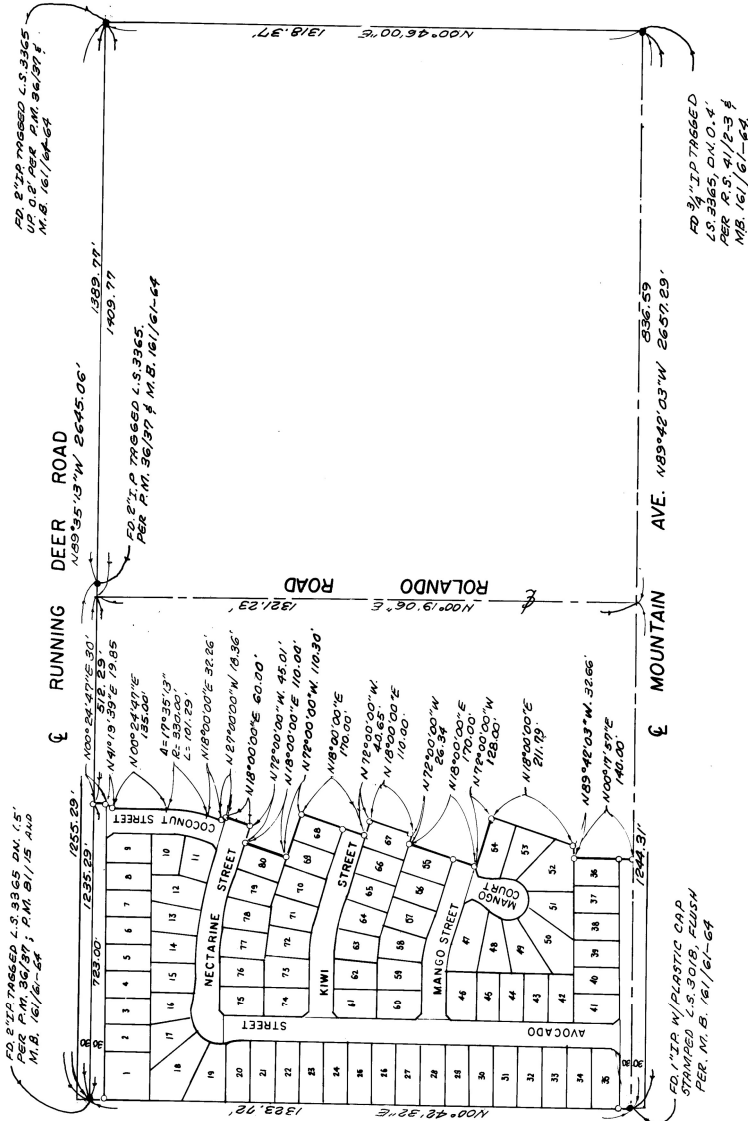 FD. 2" I.P. TAGGED L.S. 3365
UP. 0.2' PER P.M. 36/37 &
M.B. 161/64-64
N00°46'00"E
1318.37'
FD 3/4" IP TAGGED
LS. 3365, DN. 0.4'
PER R.S. 41/2-3 &
M.B. 161/61-64.
1389.77'
1409.77
836.59
FD. 2" I.P. TAGGED L.S. 3365.
PER P.M. 36/37 & M.B. 161/61-64
℄ RUNNING DEER ROAD
N89°35'13"W 2645.06'
ROLANDO ROAD
N00°19'06"E 1321.23'
℄
℄ MOUNTAIN AVE. N89°42'03"W 2657.29'
N00°24'47"E 30'
512.29'
N41°19'39"E 19.85
N00°24'47"E
135.00'
Δ=17°35'13"
R= 330.00'
L= 101.29'
N18°00'00"E 32.26'
N27°00'00"W 18.36'
N18°00'00"E 60.00'
N72°00'00"W. 45.01'
N18°00'00"E 110.00'
N72°00'00"W. 110.30'
N18°00'00"E
170.00'
N72°00'00"W.
40.65'
N18°00'00"E
110.00'
N72°00'00"W
26.34
N18°00'00"E
170.00'
N72°00'00"W
128.00'
N18°00'00"E
211.79'
N89°42'03"W. 32.66'
N00°17'57"E
140.00'
1255.29'
1235.29'
723.00'
1244.31'
COCONUT STREET
NECTARINE STREET
KIWI STREET
MANGO STREET
MANGO COURT
AVOCADO STREET
1
2
3
4
5
6
7
8
9
10
11
12
13
14
15
16
17
18
19
20
21
22
23
24
26
26
27
28
29
30
31
32
33
34
35
36
37
38
39
40
41
42
43
44
45
46
47
48
49
50
51
52
53
54
55
56
57
58
59
60
61
62
63
64
65
66
67
68
69
70
71
72
73
74
75
76
77
78
79
80
30
30
30
30
N00°42'32"E
1323.72'
FD. 2" I.P. TAGGED L.S. 3365 DN. 1.5'
PER P.M. 36/37 ; P.M. 81/15 AND
M.B. 161/61-64
FD. 1" I.P. W/PLASTIC CAP
STAMPED L.S. 3018, FLUSH
PER. M.B. 161/61-64